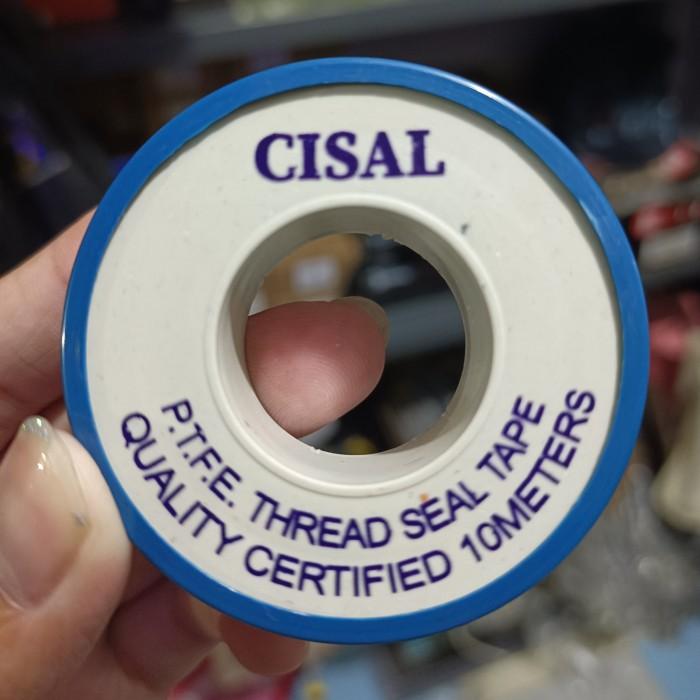 CISAL
P.T.F.E. THREAD SEAL TAPE
QUALITY CERTIFIED 10METERS